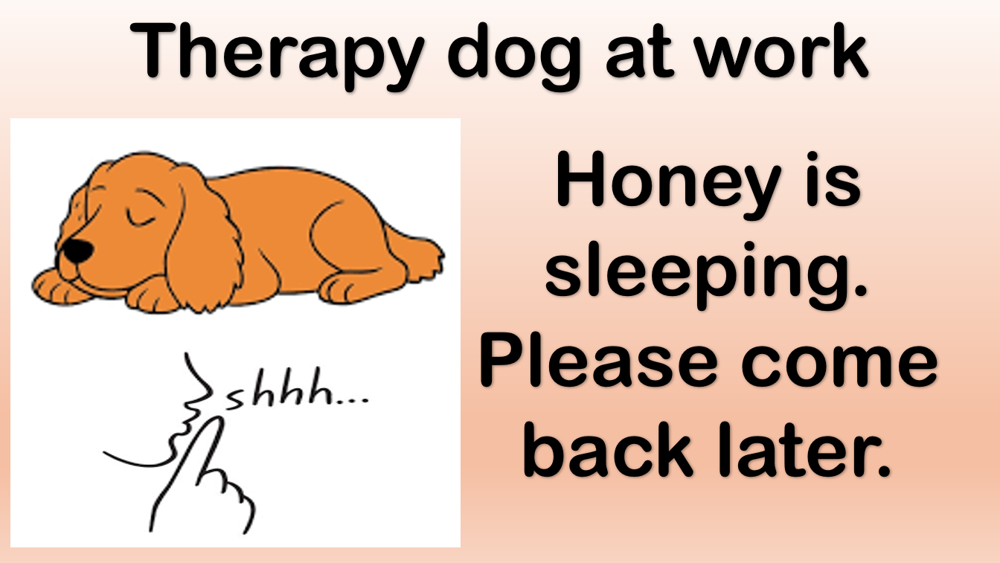 Therapy dog at work
Honey is
sleeping.
Please come
back later.
shhh...